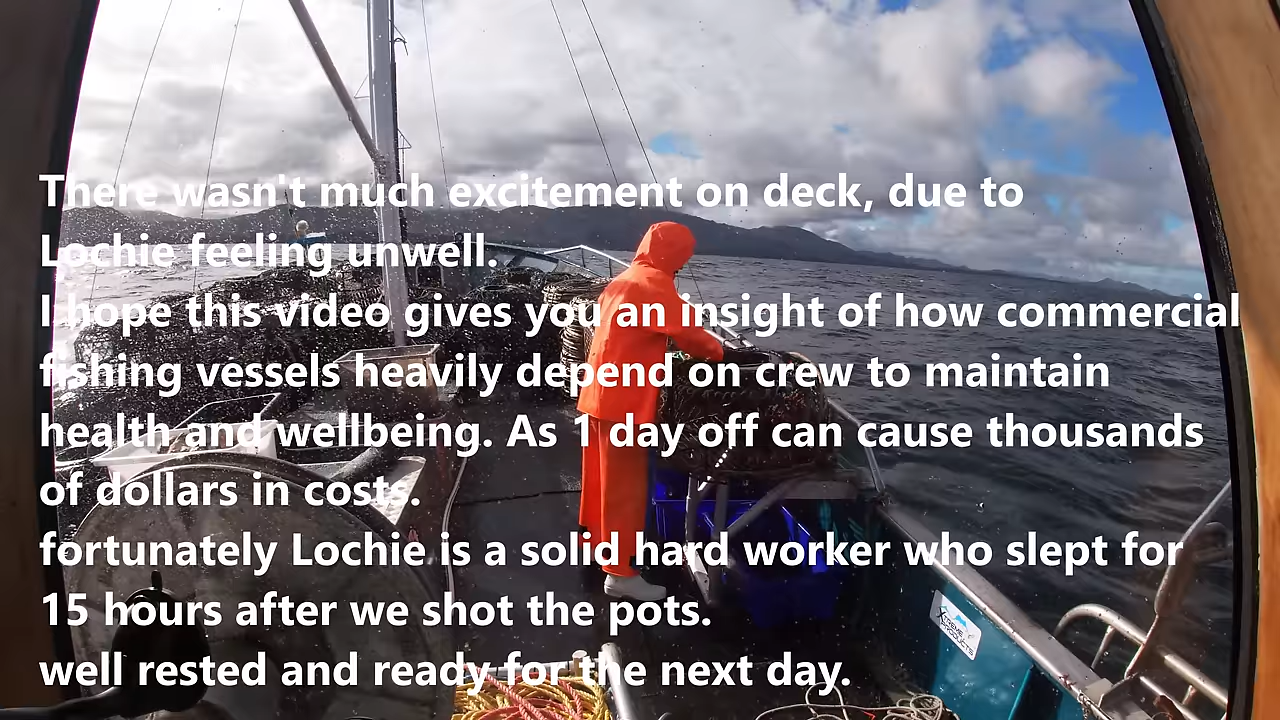 There wasn't much excitement on deck, due to
Lochie feeling unwell.
I hope this video gives you an insight of how commercial
fishing vessels heavily depend on crew to maintain
health and wellbeing. As 1 day off can cause thousands
of dollars in costs.
fortunately Lochie is a solid hard worker who slept for
15 hours after we shot the pots.
well rested and ready for the next day.
XTREME
PRODUCTS